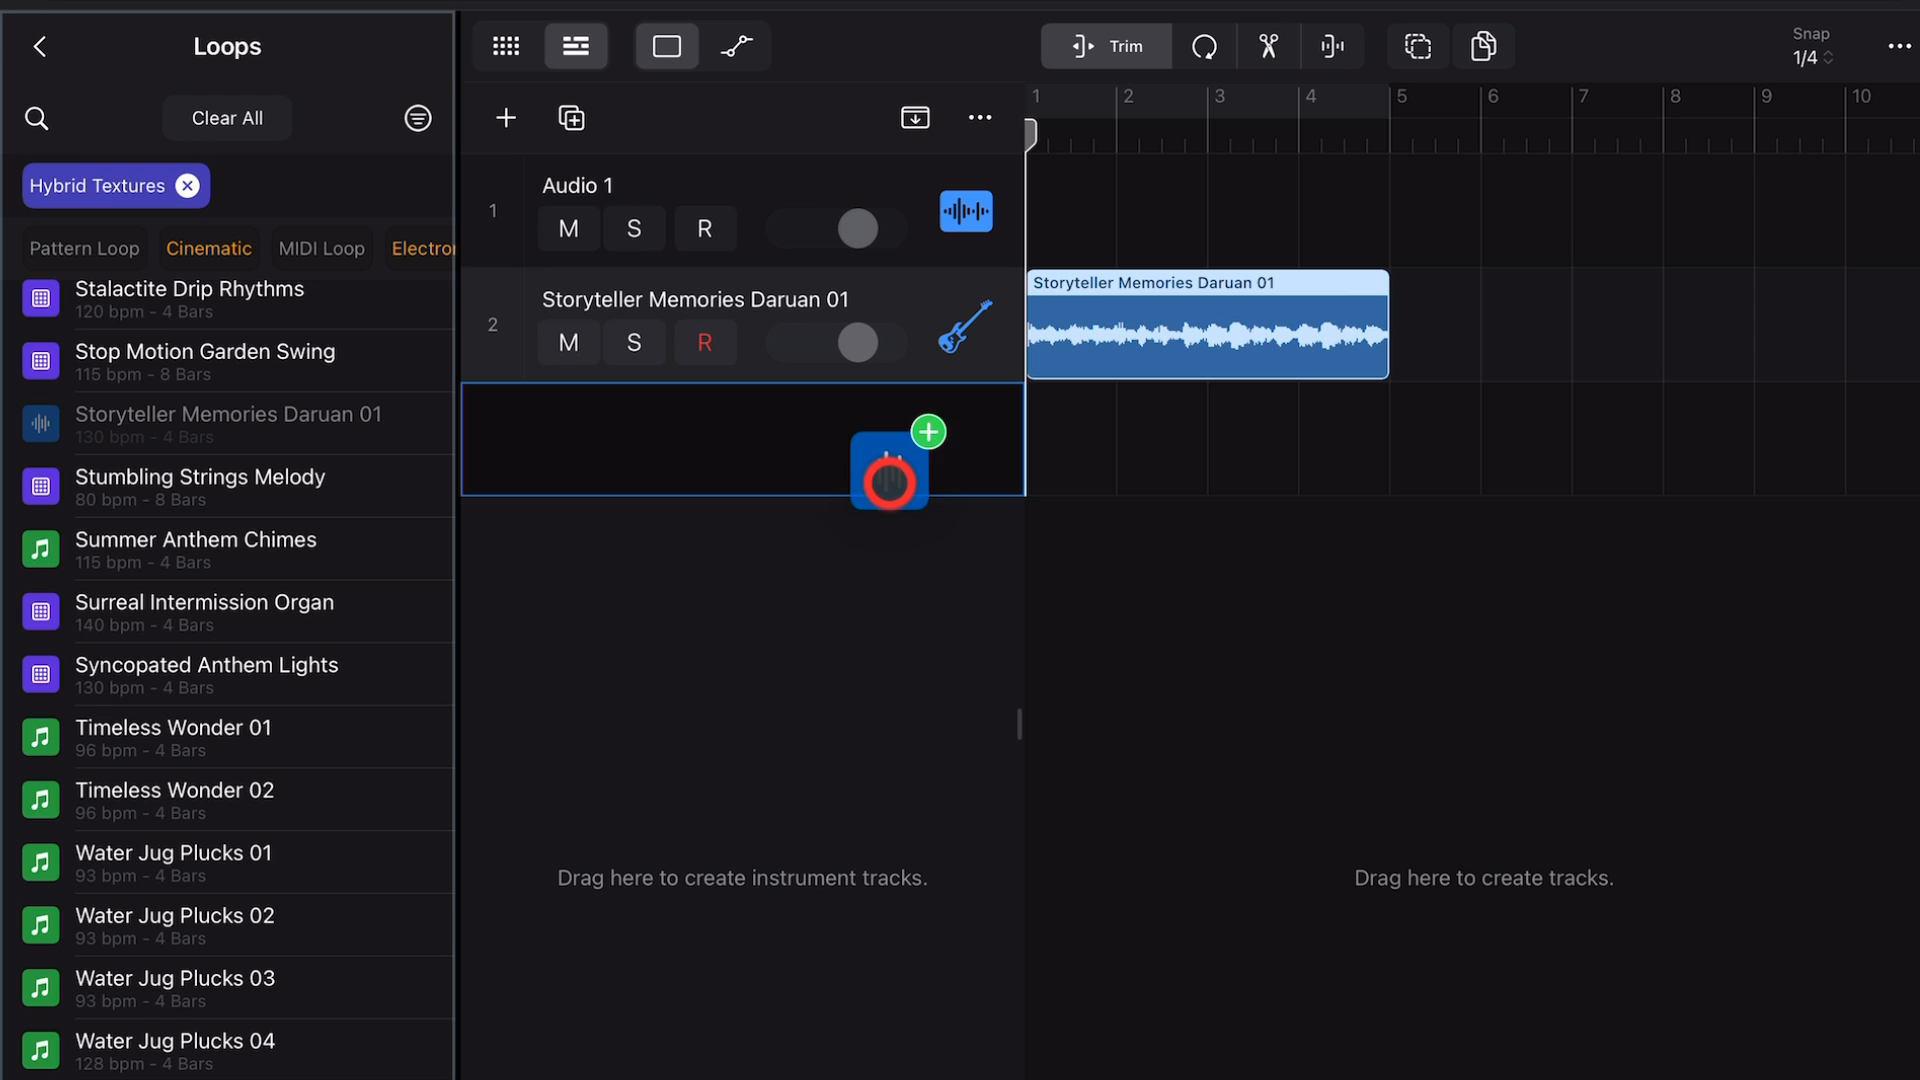 Loops
Clear All
Hybrid Textures
Pattern Loop
Cinematic
MIDI Loop
Electro
Stalactite Drip Rhythms
120 bpm - 4 Bars
Stop Motion Garden Swing
115 bpm - 8 Bars
Storyteller Memories Daruan 01
130 bpm - 4 Bars
Stumbling Strings Melody
80 bpm - 8 Bars
Summer Anthem Chimes
115 bpm - 4 Bars
Surreal Intermission Organ
140 bpm - 4 Bars
Syncopated Anthem Lights
130 bpm - 4 Bars
Timeless Wonder 01
96 bpm - 4 Bars
Timeless Wonder 02
96 bpm - 4 Bars
Water Jug Plucks 01
93 bpm - 4 Bars
Water Jug Plucks 02
93 bpm - 4 Bars
Water Jug Plucks 03
93 bpm - 4 Bars
Water Jug Plucks 04
128 bpm - 4 Bars
Trim
Snap
1/4
1 2 3 4 5 6 7 8 9 10
1
Audio 1
M S R
2
Storyteller Memories Daruan 01
M S R
Storyteller Memories Daruan 01
Drag here to create instrument tracks.
Drag here to create tracks.